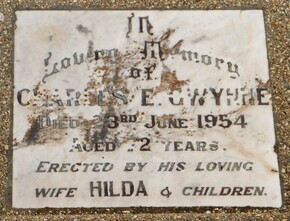 IN
Loving Memory
of
CHARLES E. GWYNNE
DIED 23RD JUNE 1954
AGED 2 YEARS.
ERECTED BY HIS LOVING
WIFE HILDA & CHILDREN.